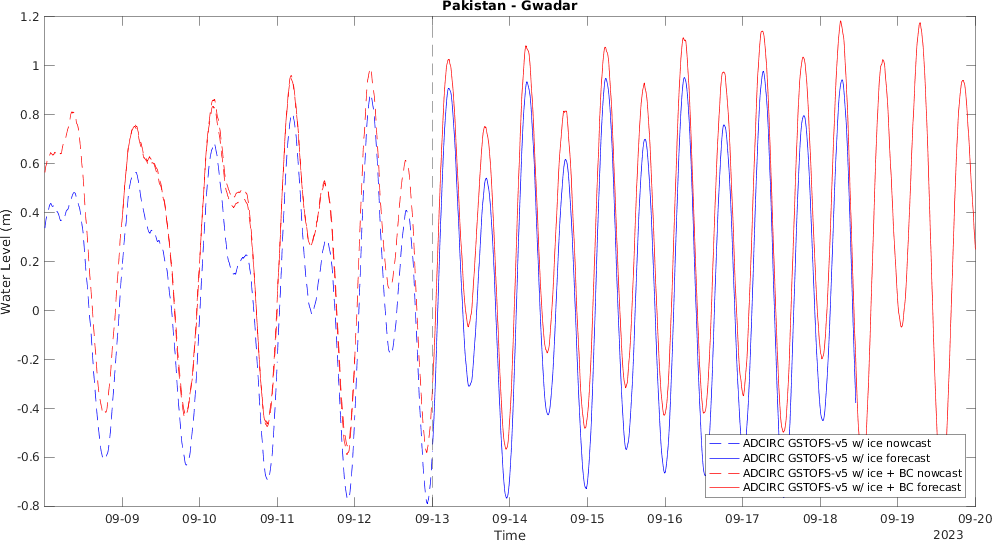 Pakistan - Gwadar
1.2
1
0.8
0.6
0.4
0.2
0
-0.2
-0.4
-0.6
-0.8
Water Level (m)
ADCIRC GSTOFS-v5 w/ ice nowcast
ADCIRC GSTOFS-v5 w/ ice forecast
ADCIRC GSTOFS-v5 w/ ice + BC nowcast
ADCIRC GSTOFS-v5 w/ ice + BC forecast
09-09 09-10 09-11 09-12 09-13 09-14 09-15 09-16 09-17 09-18 09-19 09-20
Time
2023